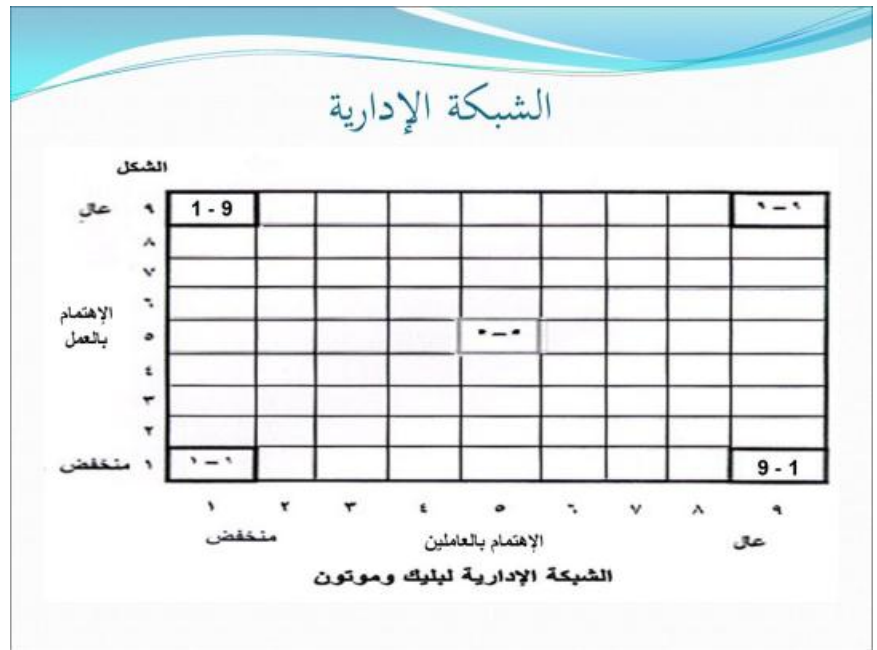 الشبكة الإدارية
الشكل
عالٍ ٩ 1 - 9 ٩ – ٩
٨
٧
٦
الإهتمام
بالعمل
٥ ٥ – ٥
٤
٣
٢
منخفض ١ ١ – ١ 9 - 1
١ ٢ ٣ ٤ ٥ ٦ ٧ ٨ ٩
منخفض الإهتمام بالعاملين عال
الشبكة الإدارية لبليك وموتون